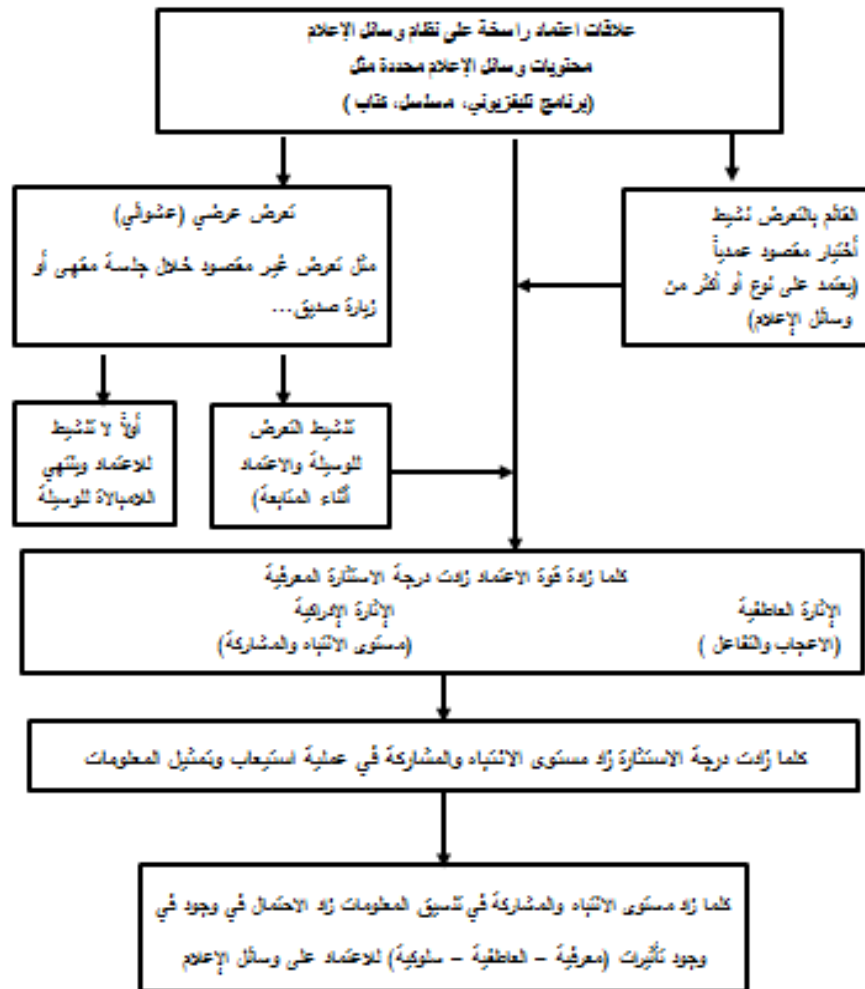 علاقات اعتماد راسخة على نظام وسائل الإعلام
محتويات وسائل الإعلام محددة مثل
(برنامج تليفزيوني، مسلسل، كتاب )
القائم بالتعرض نشيط
أختيار مقصود عمدياً
(يعتمد على نوع أو أكثر من
وسائل الإعلام)
تعرض عرضي (عشوائي)
مثل تعرض غير مقصود خلال جلسة مقهى أو
زيارة صديق...
تنشيط التعرض
للوسيلة والاعتماد
أثناء المتابعة)
أولاً لا تنشيط
للاعتماد وينتهي
اللامبالاة للوسيلة
كلما زادة قوة الاعتماد زادت درجة الاستثارة المعرفية
الإثارة العاطفية
(الاعجاب والتفاعل )
الإثارة الإدراكية
(مستوى الانتباه والمشاركة)
كلما زادت درجة الاستثارة زاد مستوى الانتباه والمشاركة في عملية استيعاب وتمثيل المعلومات
كلما زاد مستوى الانتباه والمشاركة في تنسيق المعلومات زاد الاحتمال في وجود في
وجود تأثيرات (معرفية – العاطفية – سلوكية) للاعتماد على وسائل الإعلام